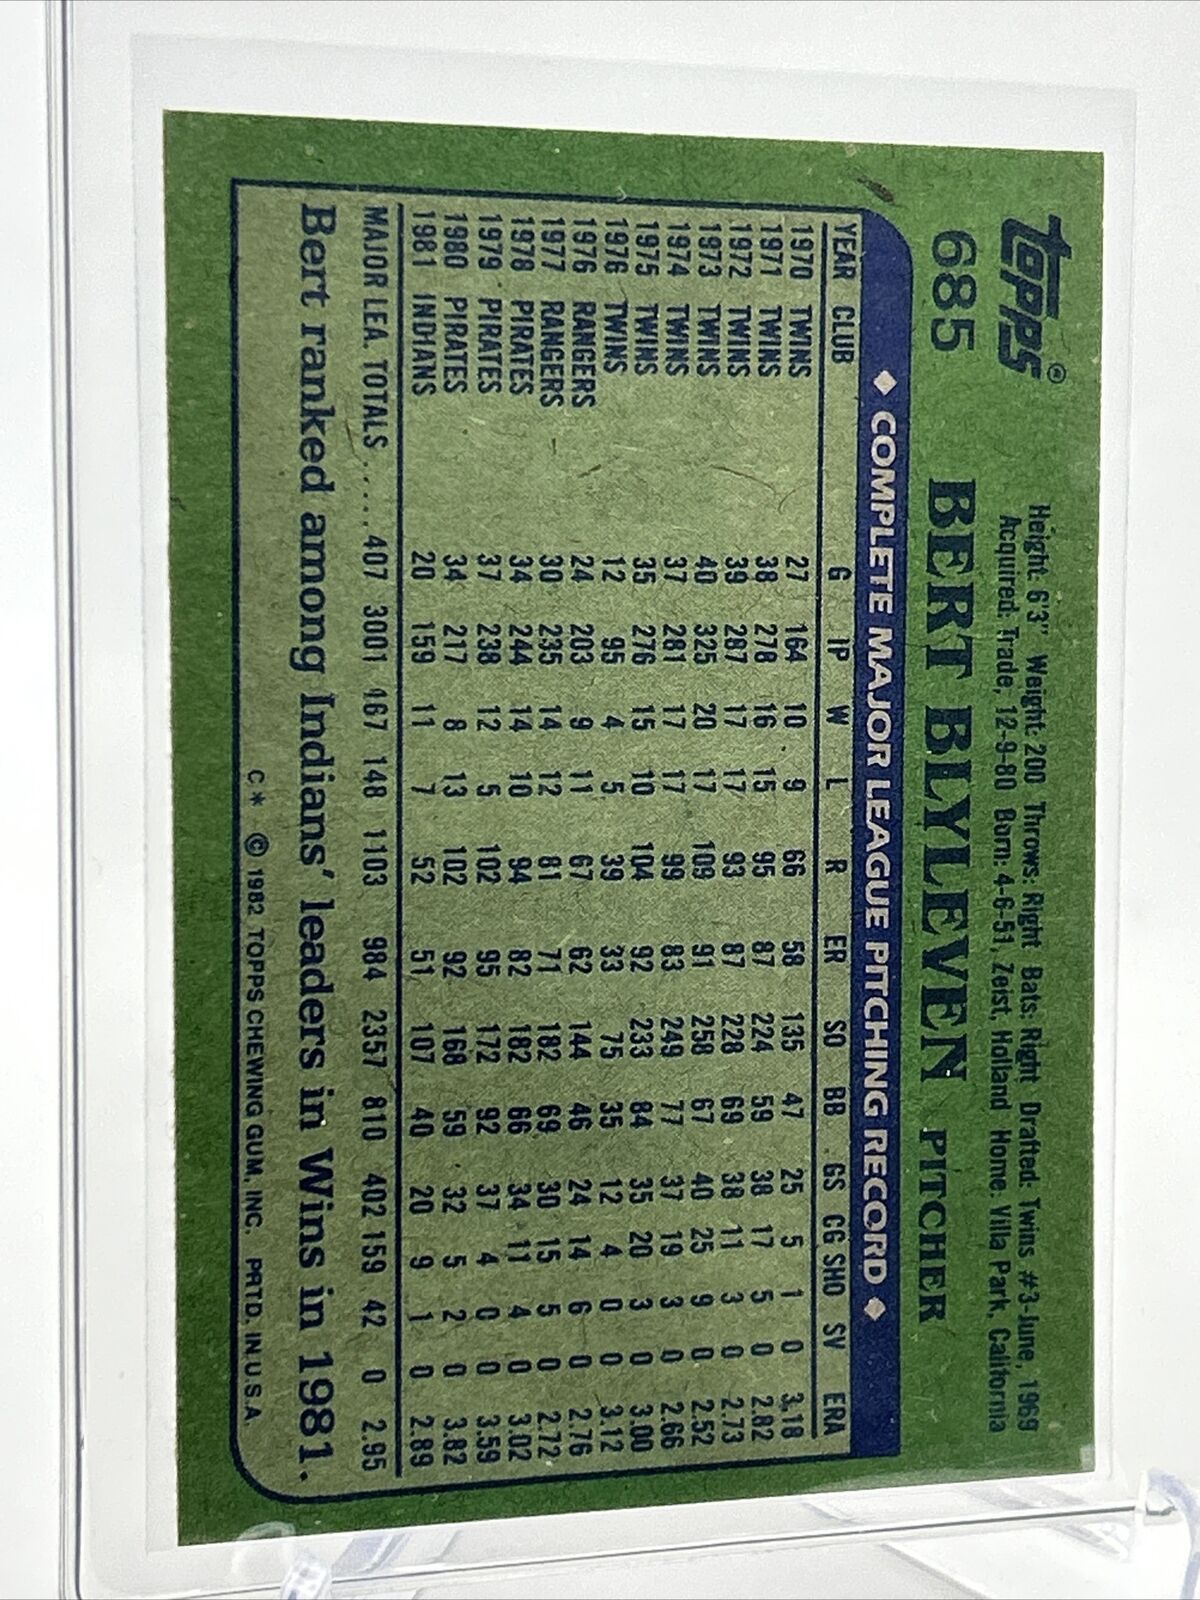 Topps®
Height: 6'3" Weight: 200 Throws: Right Bats: Right Drafted: Twins #3-June, 1969
Acquired: Trade, 12-9-80 Born: 4-6-51, Zeist, Holland Home: Villa Park, California
685 BERT BLYLEVEN PITCHER
◆ COMPLETE MAJOR LEAGUE PITCHING RECORD ◆
YEAR CLUB G IP W L R ER SO BB GS CG SHO SV ERA
1970 TWINS 27 164 10 9 66 58 135 47 25 5 1 0 3.18
1971 TWINS 38 278 16 15 95 87 224 59 38 17 5 0 2.82
1972 TWINS 39 287 17 17 93 87 228 69 38 11 3 0 2.73
1973 TWINS 40 325 20 17 109 91 258 67 40 25 9 0 2.52
1974 TWINS 37 281 17 17 99 83 249 77 37 19 3 0 2.66
1975 TWINS 35 276 15 10 104 92 233 84 35 20 3 0 3.00
1976 TWINS 12 95 4 5 39 33 75 35 12 4 0 0 3.12
1976 RANGERS 24 203 9 11 67 62 144 46 24 14 6 0 2.76
1977 RANGERS 30 235 14 12 81 71 182 69 30 15 5 0 2.72
1978 PIRATES 34 244 14 10 94 82 182 66 34 11 4 0 3.02
1979 PIRATES 37 238 12 5 102 95 172 92 37 4 0 0 3.59
1980 PIRATES 34 217 8 13 102 92 168 59 32 5 2 0 3.82
1981 INDIANS 20 159 11 7 52 51 107 40 20 9 1 0 2.89
MAJOR LEA. TOTALS ..... 407 3001 167 148 1103 984 2357 810 402 159 42 0 2.95
Bert ranked among Indians' leaders in Wins in 1981.
C* © 1982 TOPPS CHEWING GUM, INC. PRTD. IN U.S.A.